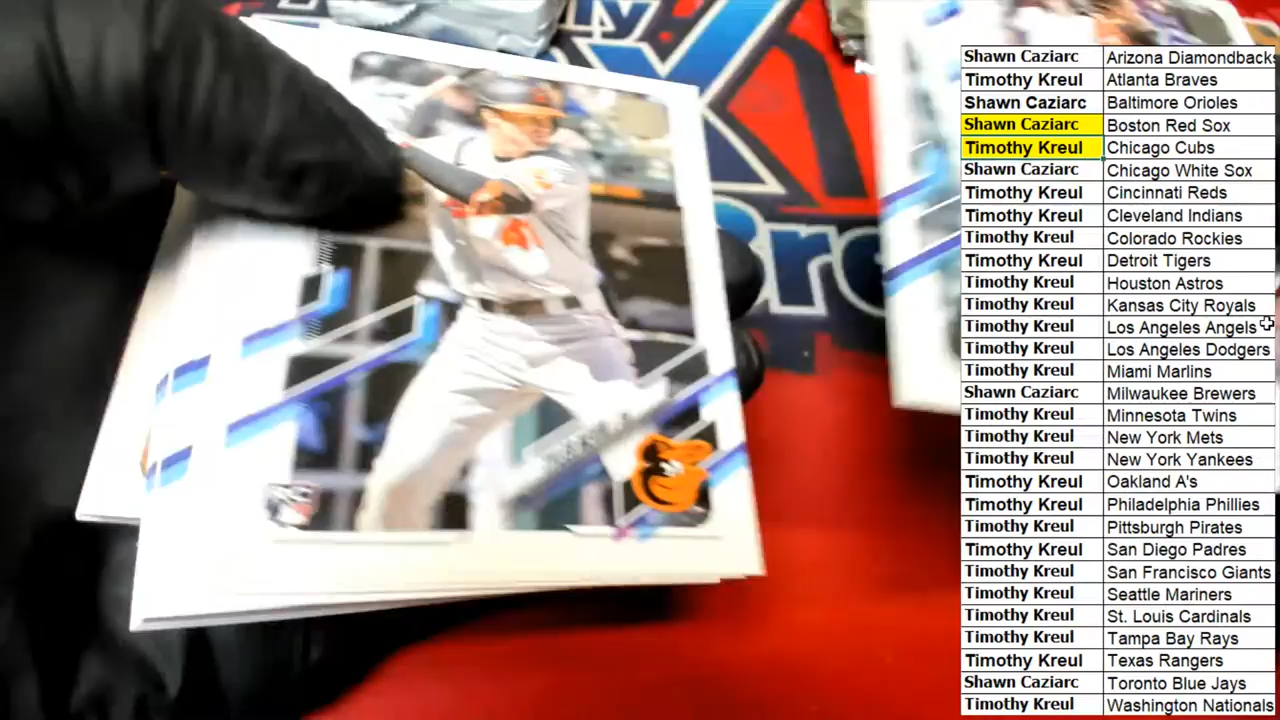 Shawn Caziarc Arizona Diamondbacks
Timothy Kreul Atlanta Braves
Shawn Caziarc Baltimore Orioles
Shawn Caziarc Boston Red Sox
Timothy Kreul Chicago Cubs
Shawn Caziarc Chicago White Sox
Timothy Kreul Cincinnati Reds
Timothy Kreul Cleveland Indians
Timothy Kreul Colorado Rockies
Timothy Kreul Detroit Tigers
Timothy Kreul Houston Astros
Timothy Kreul Kansas City Royals
Timothy Kreul Los Angeles Angels
Timothy Kreul Los Angeles Dodgers
Timothy Kreul Miami Marlins
Shawn Caziarc Milwaukee Brewers
Timothy Kreul Minnesota Twins
Timothy Kreul New York Mets
Timothy Kreul New York Yankees
Timothy Kreul Oakland A's
Timothy Kreul Philadelphia Phillies
Timothy Kreul Pittsburgh Pirates
Timothy Kreul San Diego Padres
Timothy Kreul San Francisco Giants
Timothy Kreul Seattle Mariners
Timothy Kreul St. Louis Cardinals
Timothy Kreul Tampa Bay Rays
Timothy Kreul Texas Rangers
Shawn Caziarc Toronto Blue Jays
Timothy Kreul Washington Nationals
ly
Bre
RC